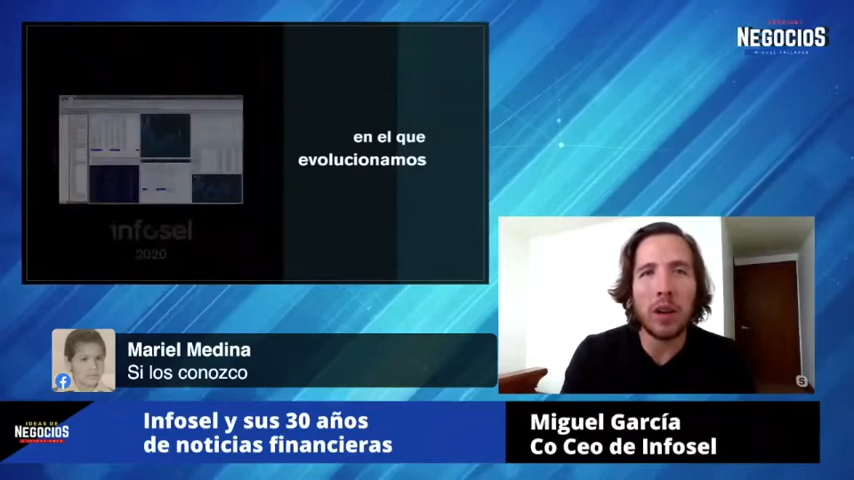 NEGOCIOS
en el que
evolucionamos
infosel
2020
Mariel Medina
Si los conozco
IDEAS DE
NEGOCIOS
Infosel y sus 30 años
de noticias financieras
Miguel García
Co Ceo de Infosel